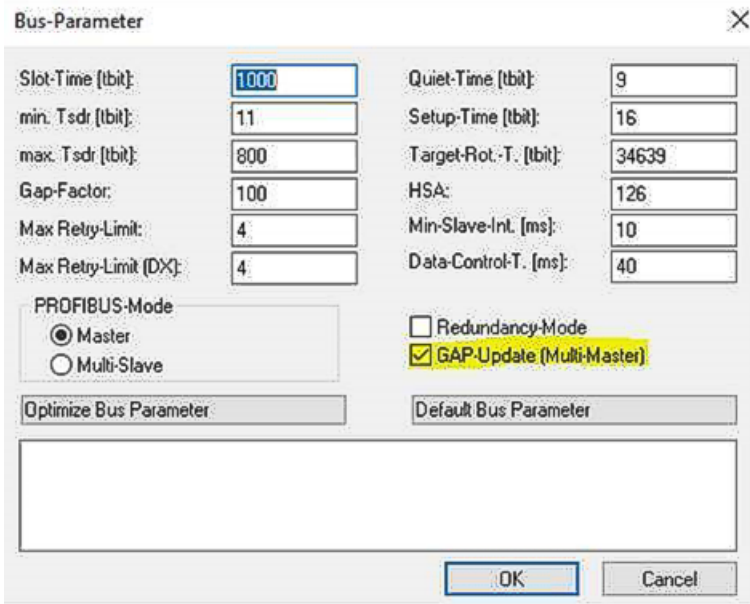 Bus-Parameter
Slot-Time [tbit]: 1000 Quiet-Time [tbit]: 9
min. Tsdr [tbit]: 11 Setup-Time [tbit]: 16
max. Tsdr [tbit]: 800 Target-Rot.-T. [tbit]: 34639
Gap-Factor: 100 HSA: 126
Max Retry-Limit: 4 Min-Slave-Int. [ms]: 10
Max Retry-Limit (DX): 4 Data-Control-T. [ms]: 40
PROFIBUS-Mode
Master Redundancy-Mode
Multi-Slave GAP-Update (Multi-Master)
Optimize Bus Parameter Default Bus Parameter
OK Cancel